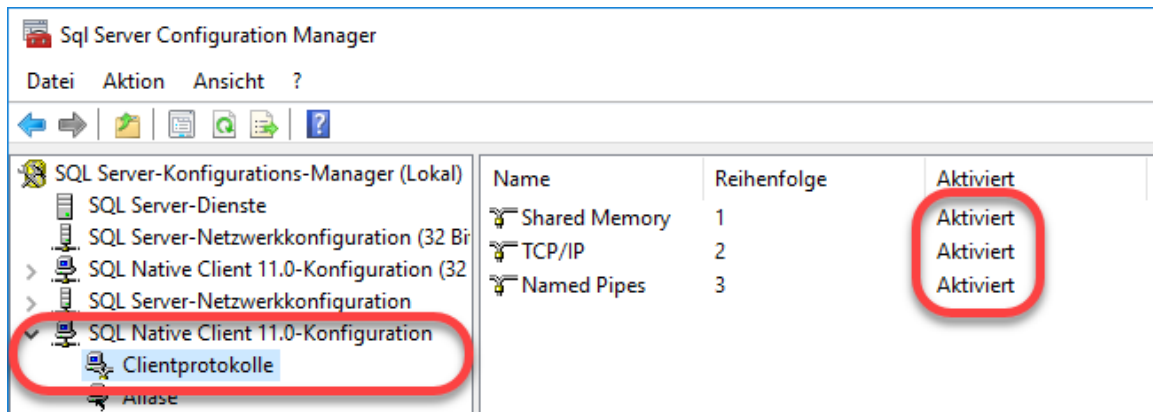 Sql Server Configuration Manager
Datei Aktion Ansicht ?
SQL Server-Konfigurations-Manager (Lokal)
SQL Server-Dienste
SQL Server-Netzwerkkonfiguration (32 Bi
SQL Native Client 11.0-Konfiguration (32
SQL Server-Netzwerkkonfiguration
SQL Native Client 11.0-Konfiguration
Clientprotokolle
Aliase
Name Reihenfolge Aktiviert
Shared Memory 1 Aktiviert
TCP/IP 2 Aktiviert
Named Pipes 3 Aktiviert